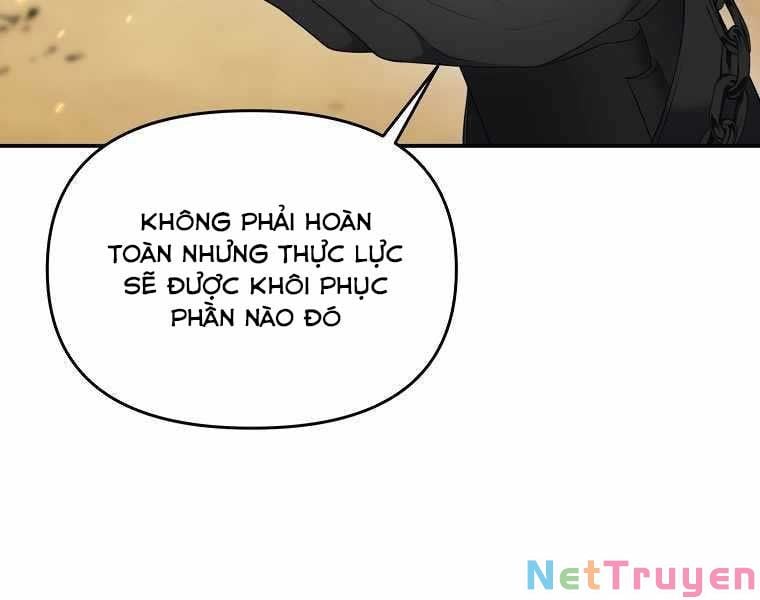 KHÔNG PHẢI HOÀN
TOÀN NHƯNG THỰC LỰC
SẼ ĐƯỢC KHÔI PHỤC
PHẦN NÀO ĐÓ
NetTruyen